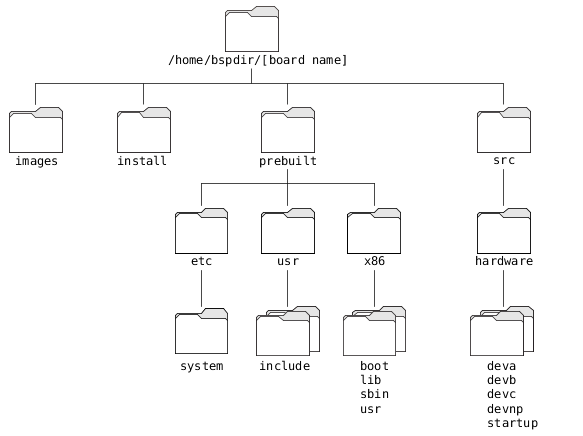 /home/bspdir/[board name]
images install prebuilt src
etc usr x86 hardware
system include boot deva
lib devb
sbin devc
usr devnp
startup